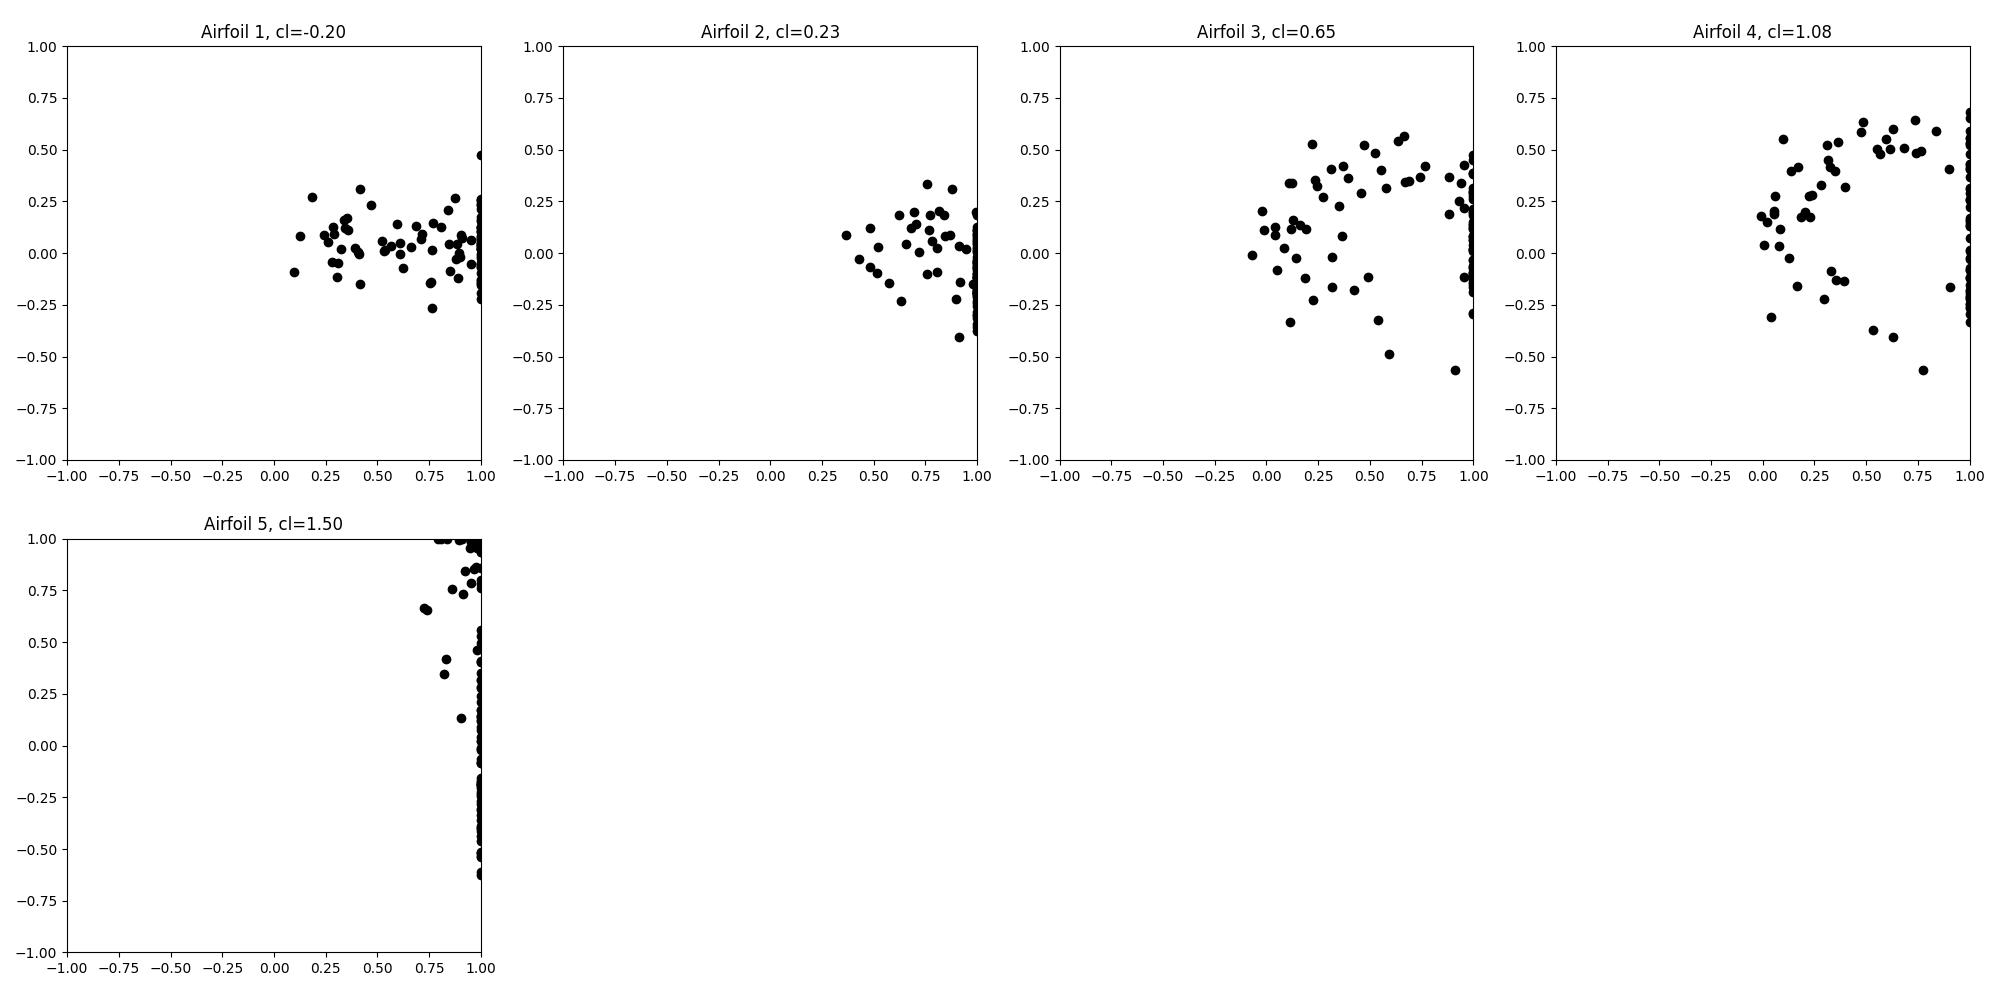 Airfoil 1, cl=-0.20
Airfoil 2, cl=0.23
Airfoil 3, cl=0.65
Airfoil 4, cl=1.08
1.00 1.00 1.00 1.00
0.75 0.75 0.75 0.75
0.50 0.50 0.50 0.50
0.25 0.25 0.25 0.25
0.00 0.00 0.00 0.00
−0.25 −0.25 −0.25 −0.25
−0.50 −0.50 −0.50 −0.50
−0.75 −0.75 −0.75 −0.75
−1.00 −1.00 −1.00 −1.00
−1.00 −0.75 −0.50 −0.25 0.00 0.25 0.50 0.75 1.00
−1.00 −0.75 −0.50 −0.25 0.00 0.25 0.50 0.75 1.00
−1.00 −0.75 −0.50 −0.25 0.00 0.25 0.50 0.75 1.00
−1.00 −0.75 −0.50 −0.25 0.00 0.25 0.50 0.75 1.00
Airfoil 5, cl=1.50
1.00
0.75
0.50
0.25
0.00
−0.25
−0.50
−0.75
−1.00
−1.00 −0.75 −0.50 −0.25 0.00 0.25 0.50 0.75 1.00